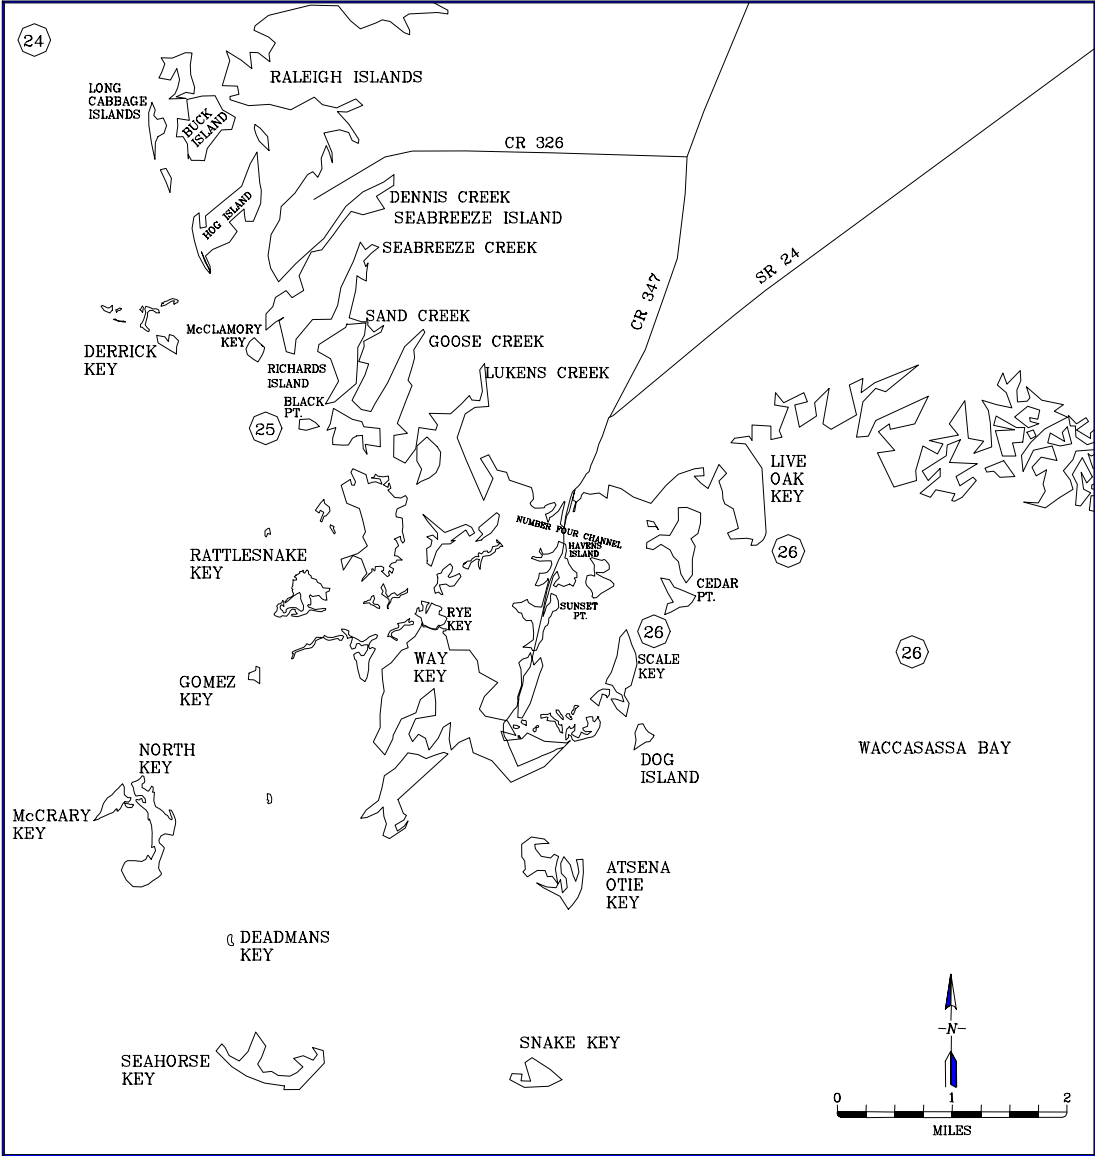 24
RALEIGH ISLANDS
LONG
CABBAGE
ISLANDS
BUCK
ISLAND
CR 326
HOG ISLAND
DENNIS CREEK
SEABREEZE ISLAND
SEABREEZE CREEK
SR 24
CR 347
SAND CREEK
McCLAMORY
KEY
GOOSE CREEK
DERRICK
KEY
RICHARDS
ISLAND
LUKENS CREEK
BLACK
PT.
25
LIVE
OAK
KEY
NUMBER FOUR CHANNEL
HAVENS
ISLAND
26
RATTLESNAKE
KEY
CEDAR
PT.
RYE
KEY
SUNSET
PT.
26
26
WAY
KEY
SCALE
KEY
GOMEZ
KEY
NORTH
KEY
DOG
ISLAND
WACCASASSA BAY
McCRARY
KEY
ATSENA
OTIE
KEY
DEADMANS
KEY
-N-
SNAKE KEY
SEAHORSE
KEY
0 1 2
MILES